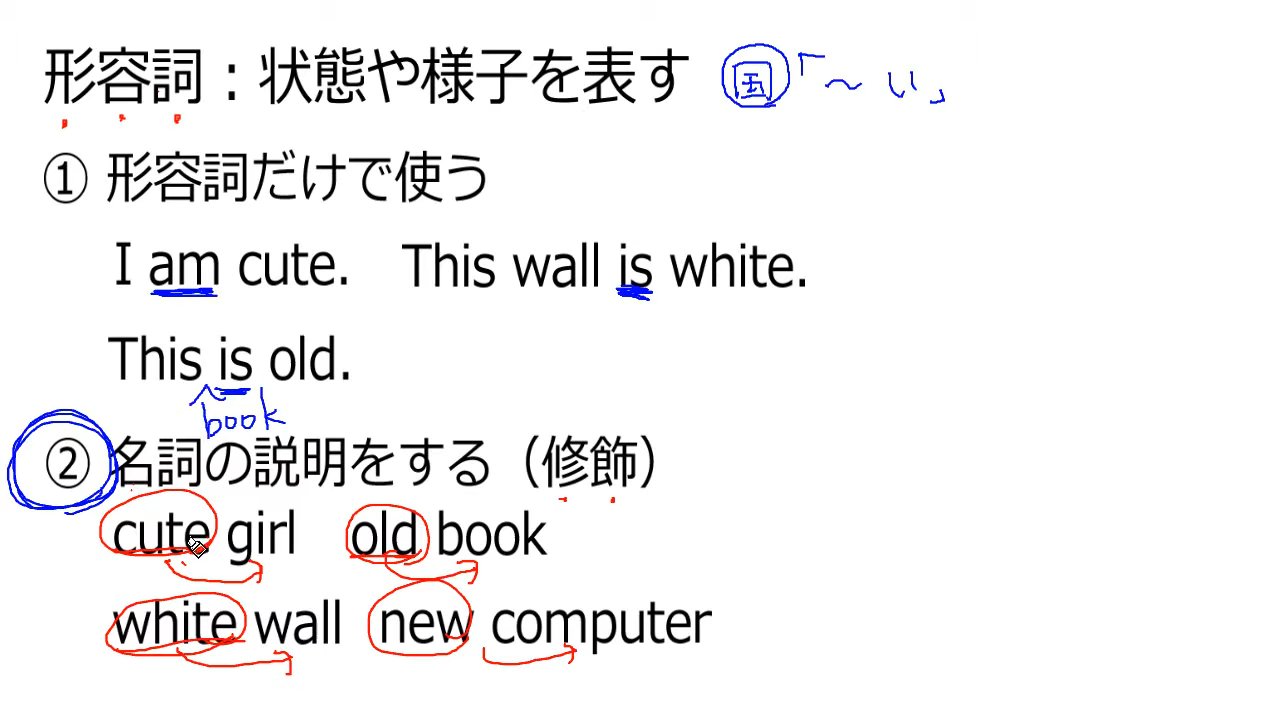 形容詞：状態や様子を表す 国「～い」
① 形容詞だけで使う
I am cute. This wall is white.
This is old.
book
② 名詞の説明をする（修飾）
cute girl old book
white wall new computer